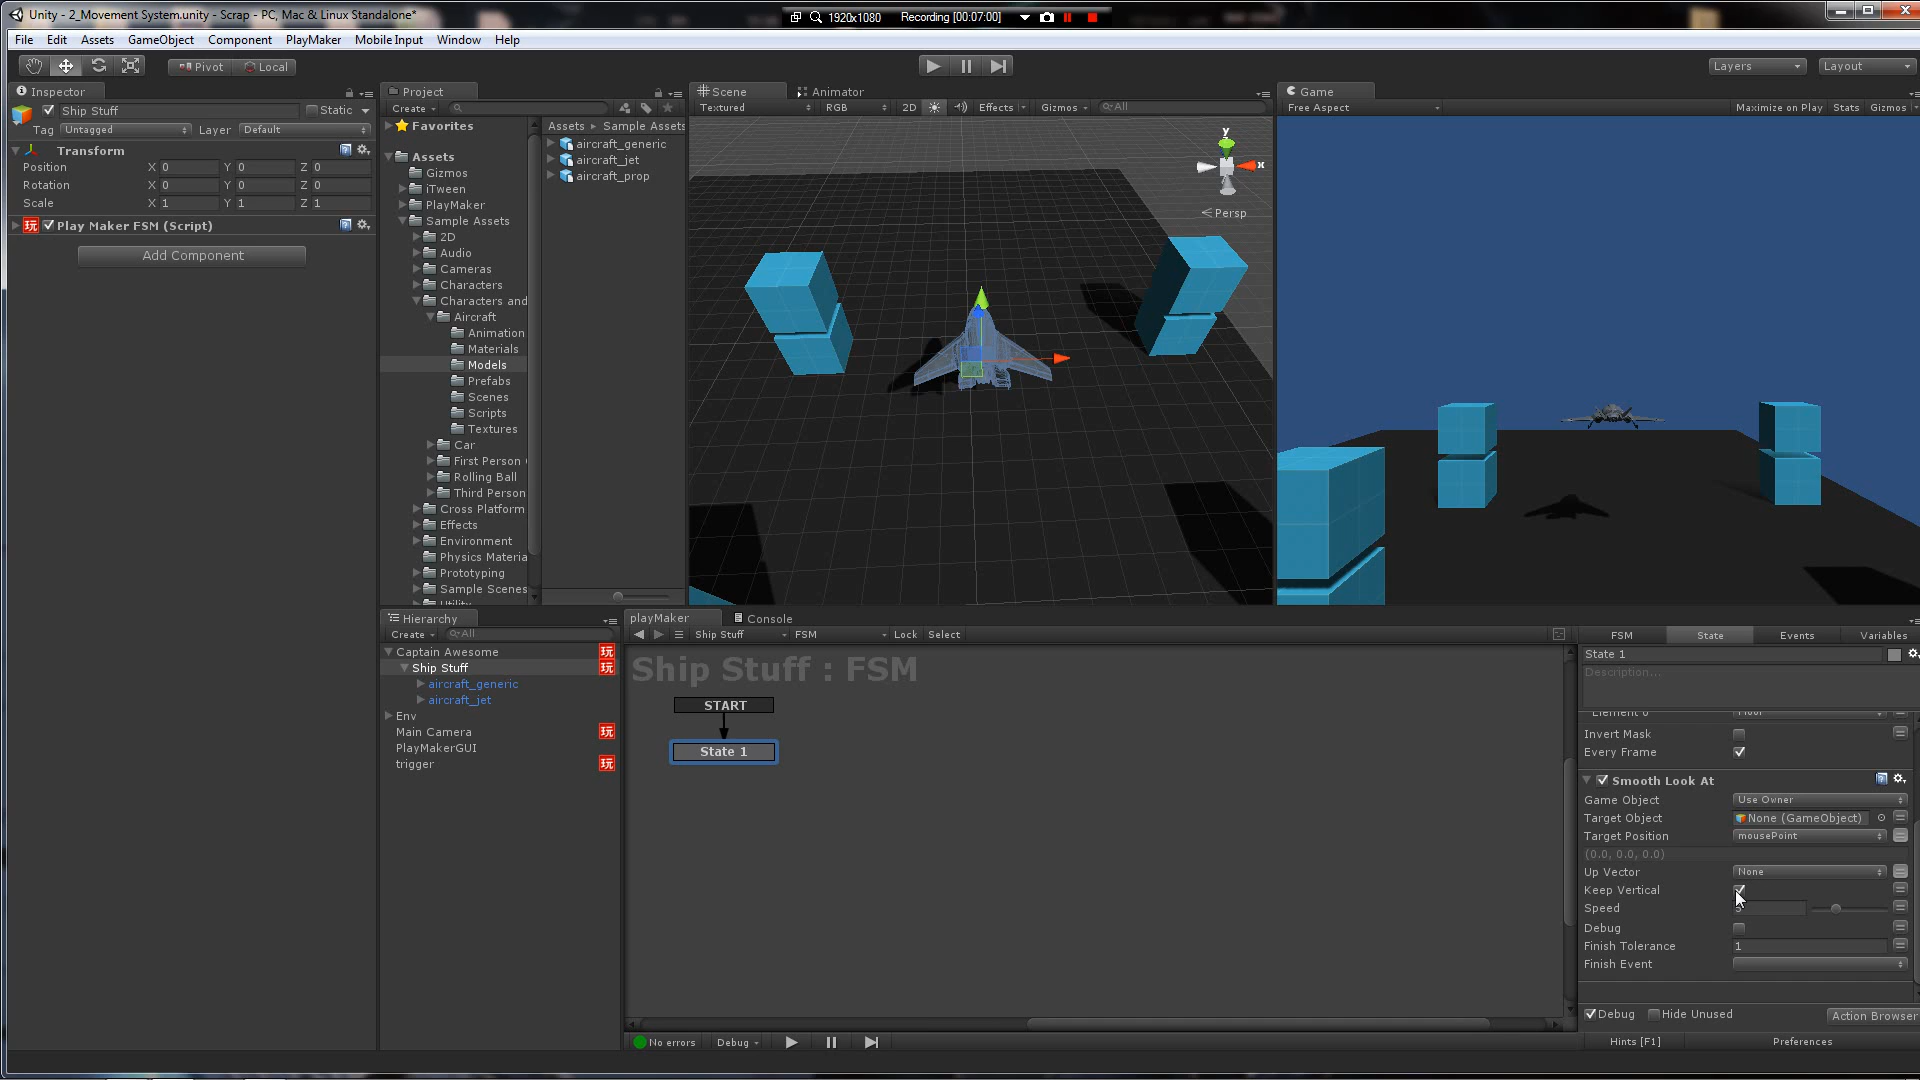 Unity - 2_Movement System.unity - Scrap - PC, Mac & Linux Standalone*
1920x1080 Recording [00:07:00]
File Edit Assets GameObject Component PlayMaker Mobile Input Window Help
Pivot Local
Layers Layout
Inspector
Ship Stuff Static
Tag Untagged Layer Default
Transform
Position X 0 Y 0 Z 0
Rotation X 0 Y 0 Z 0
Scale X 1 Y 1 Z 1
Play Maker FSM (Script)
Add Component
Project
Create
Favorites
Assets
Gizmos
iTween
PlayMaker
Sample Assets
2D
Audio
Cameras
Characters
Characters and
Aircraft
Animation
Materials
Models
Prefabs
Scenes
Scripts
Textures
Car
First Person
Rolling Ball
Third Person
Cross Platform
Effects
Environment
Physics Materia
Prototyping
Sample Scenes
Utility
Assets ▸ Sample Assets
aircraft_generic
aircraft_jet
aircraft_prop
Scene Animator
Textured RGB 2D Effects Gizmos All
y
x
Persp
Game
Free Aspect Maximize on Play Stats Gizmos
Hierarchy
Create All
Captain Awesome
Ship Stuff
aircraft_generic
aircraft_jet
Env
Main Camera
PlayMakerGUI
trigger
玩
玩
玩
玩
玩
playMaker Console
Ship Stuff FSM Lock Select
Ship Stuff : FSM
START
State 1
No errors Debug
FSM State Events Variables
State 1
Description...
Element 0 Floor
Invert Mask
Every Frame
Smooth Look At
Game Object Use Owner
Target Object None (GameObject)
Target Position mousePoint
(0.0, 0.0, 0.0)
Up Vector None
Keep Vertical
Speed 5
Debug
Finish Tolerance 1
Finish Event
Debug Hide Unused Action Browser
Hints [F1] Preferences